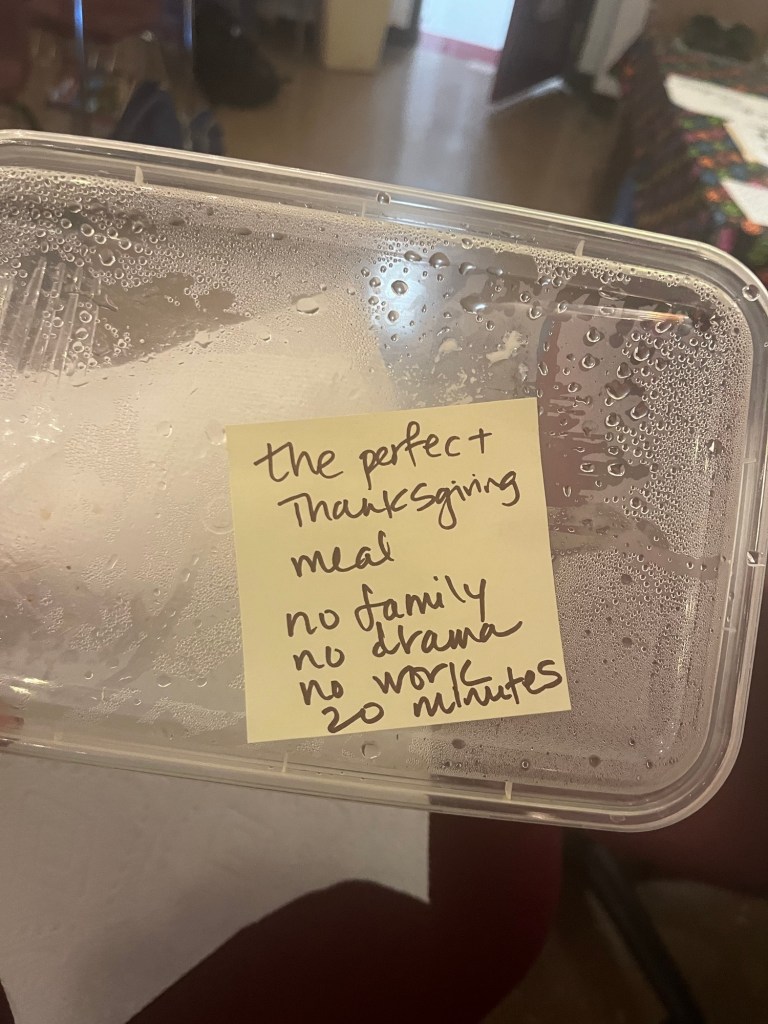 the perfect
Thanksgiving
meal
no family
no drama
no work
20 minutes